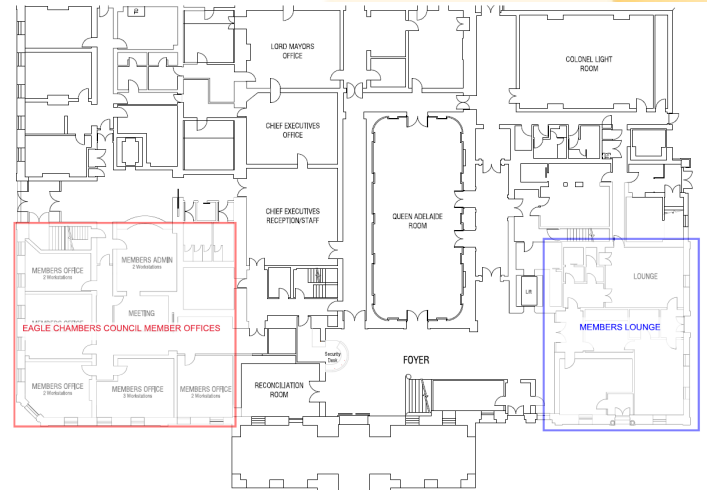 LORD MAYORS
OFFICE
COLONEL LIGHT
ROOM
CHIEF EXECUTIVES
OFFICE
CHIEF EXECUTIVES
RECEPTION/STAFF
QUEEN ADELAIDE
ROOM
MEMBERS OFFICE
2 Workstations
MEMBERS ADMIN
2 Workstations
MEETING
EAGLE CHAMBERS COUNCIL MEMBER OFFICES
MEMBERS OFFICE
2 Workstations
MEMBERS OFFICE
3 Workstations
MEMBERS OFFICE
2 Workstations
RECONCILIATION
ROOM
Security
Desk
FOYER
Lift
LOUNGE
MEMBERS LOUNGE